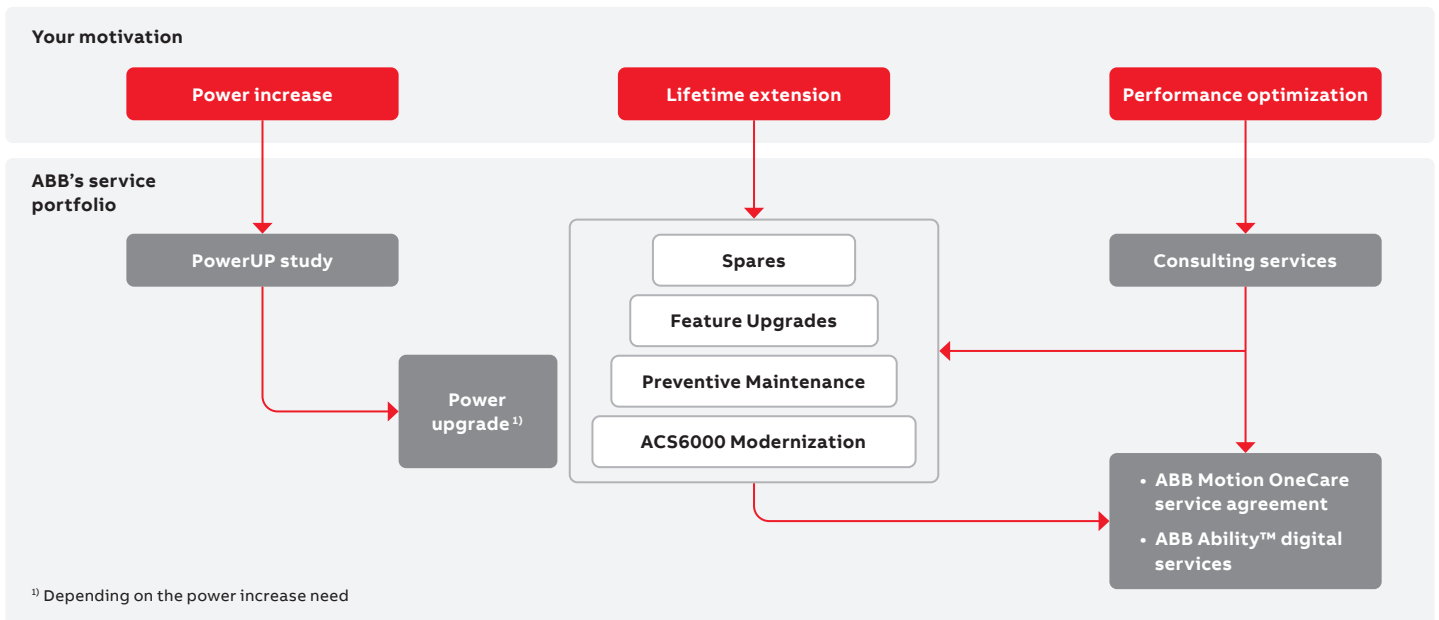 Your motivation
Power increase
Lifetime extension
Performance optimization
ABB’s service
portfolio
PowerUP study
Spares
Feature Upgrades
Preventive Maintenance
ACS6000 Modernization
Consulting services
Power
upgrade 1)
• ABB Motion OneCare
service agreement
• ABB Ability™ digital
services
1) Depending on the power increase need